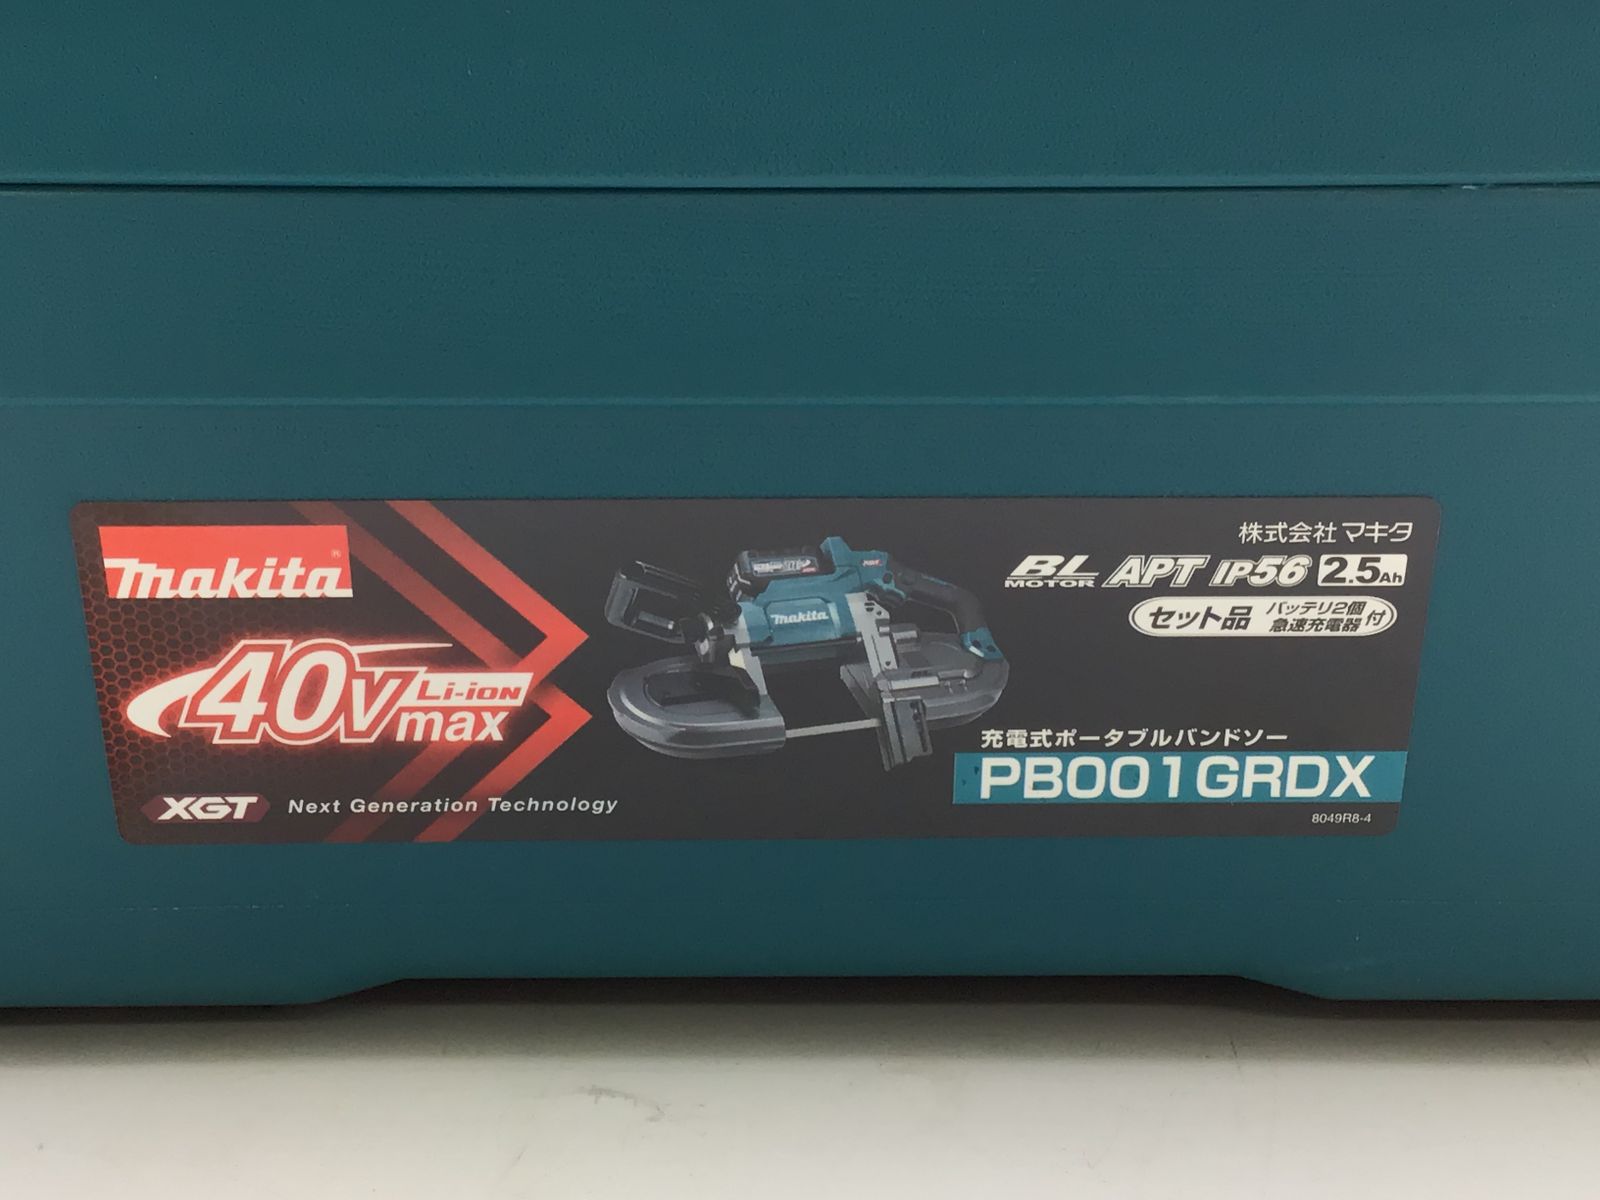 makita®
40Vmax Li-ion
XGT Next Generation Technology
makita
株式会社マキタ
BL MOTOR APT IP56 2.5Ah
セット品 バッテリ2個 急速充電器 付
充電式ポータブルバンドソー
PB001GRDX
8049R8-4